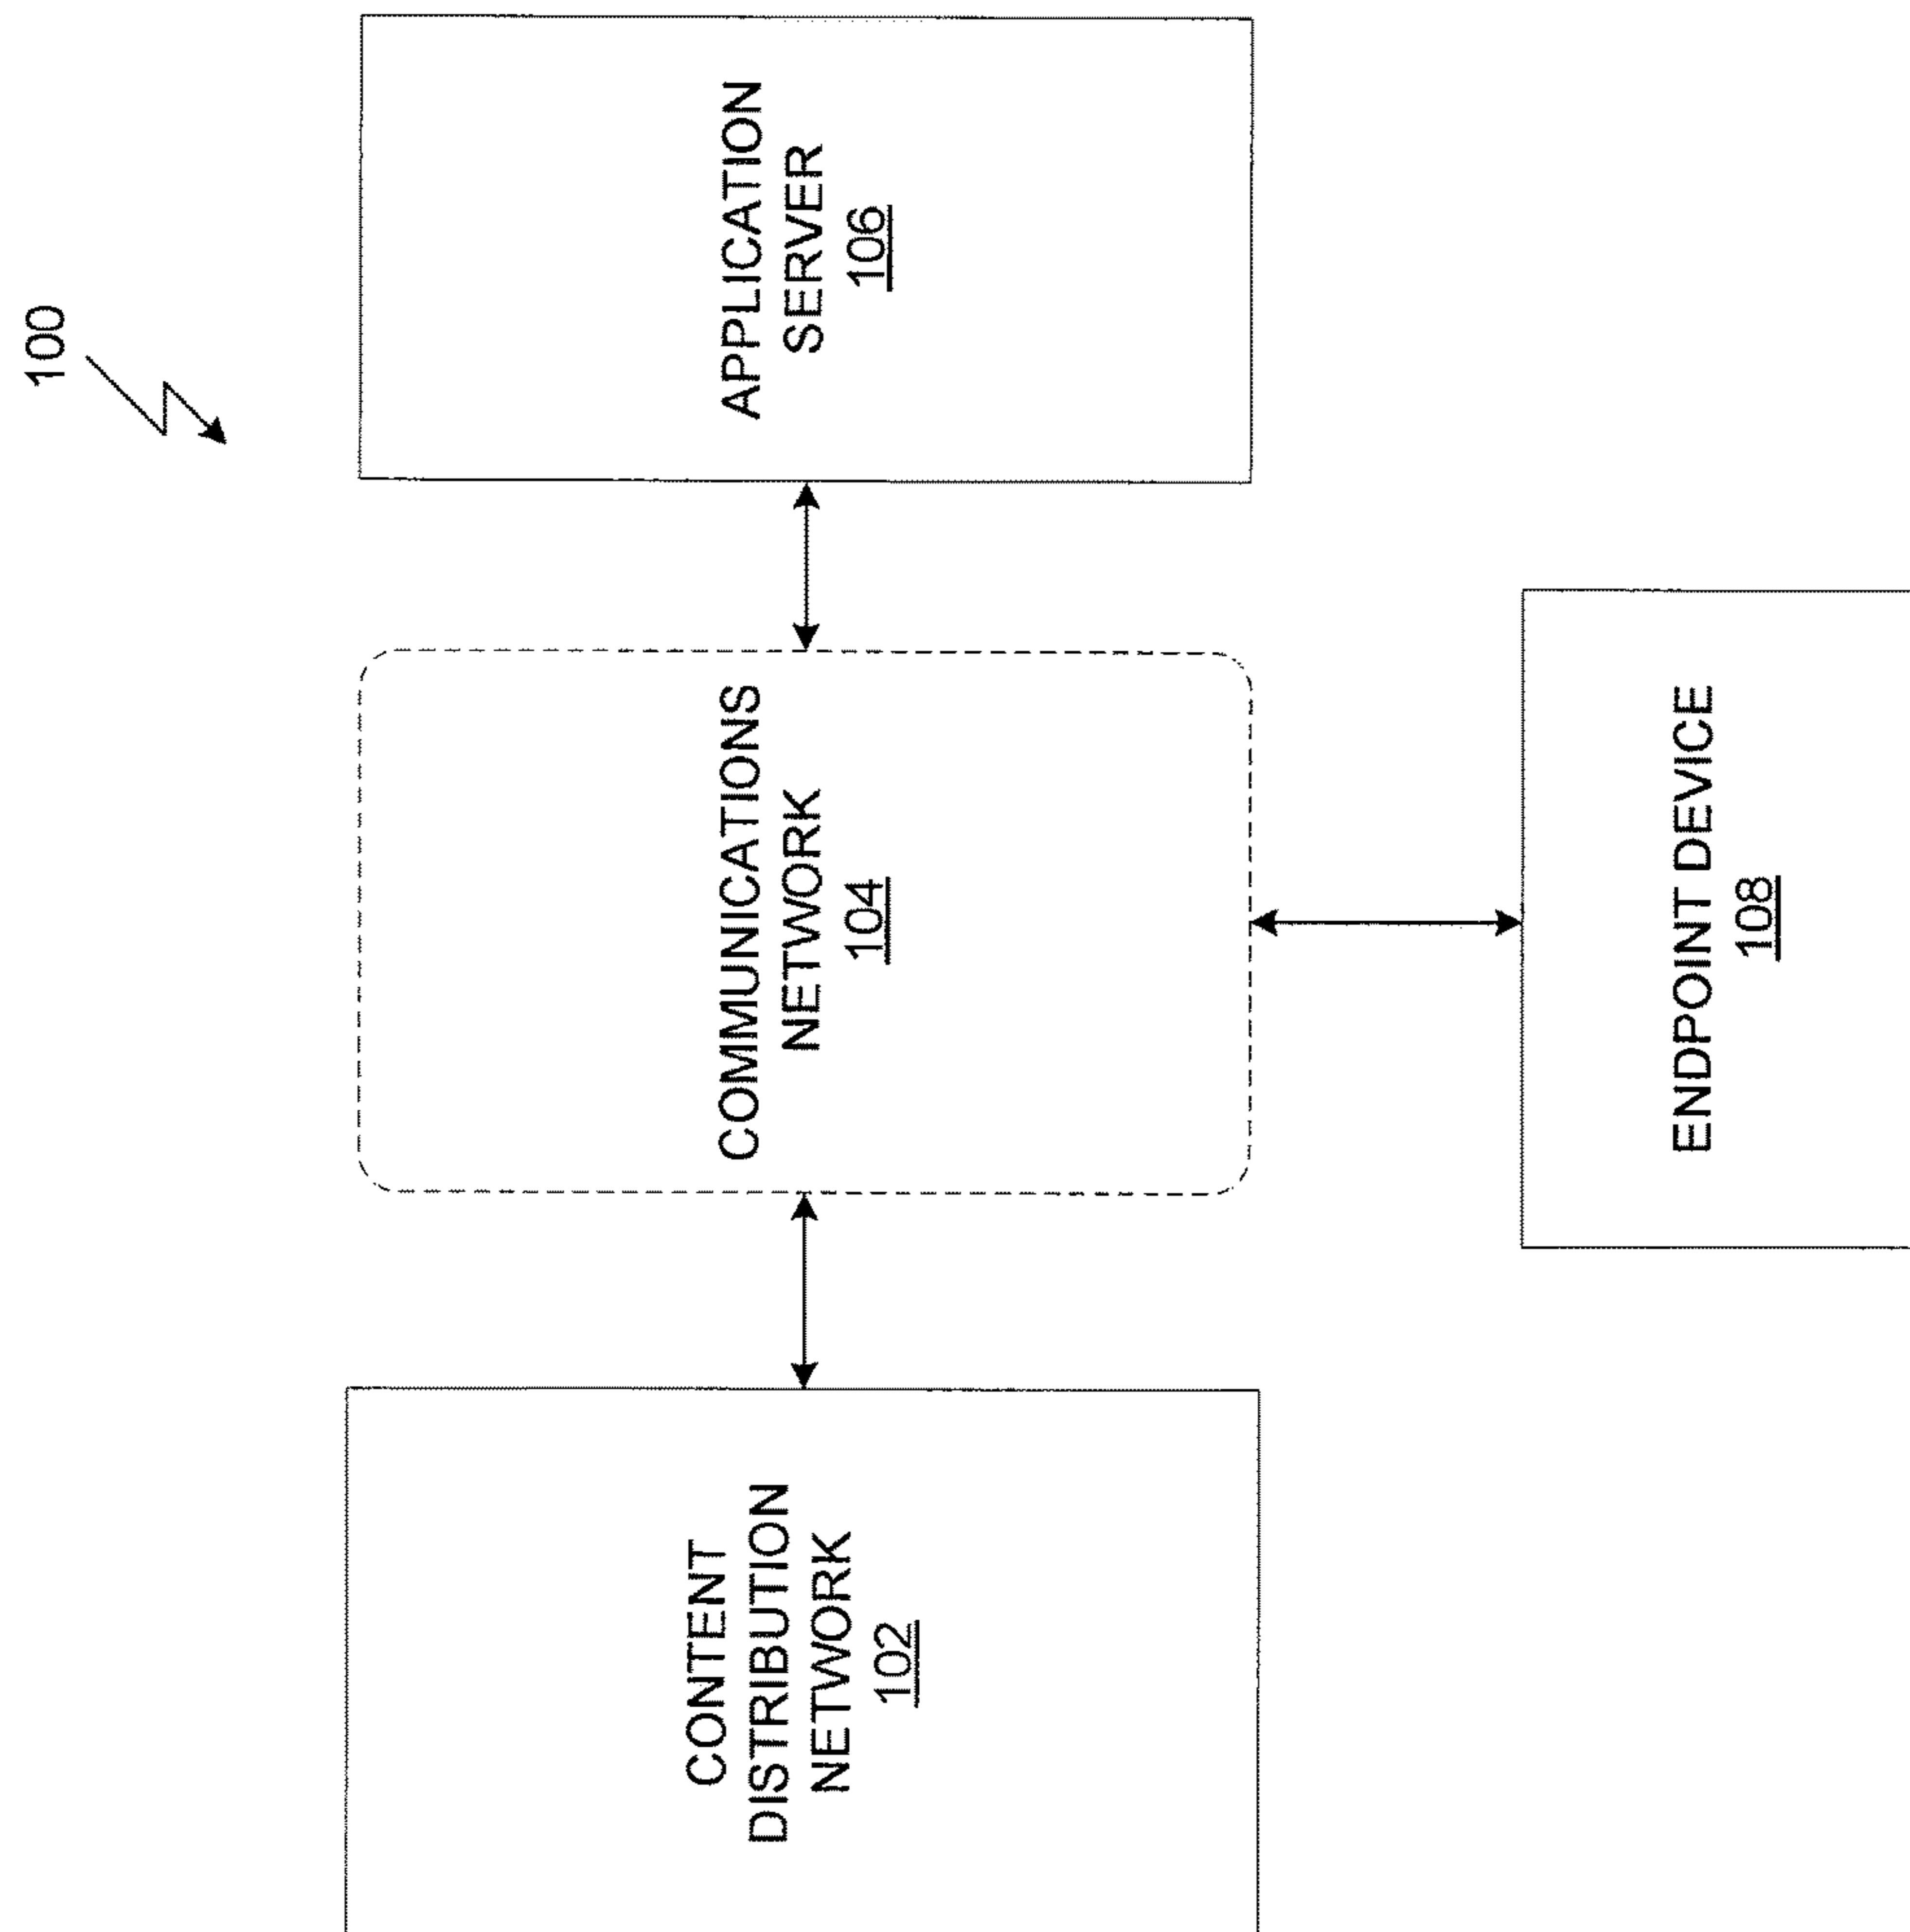 100
CONTENT
DISTRIBUTION
NETWORK
102
COMMUNICATIONS
NETWORK
104
APPLICATION
SERVER
106
ENDPOINT DEVICE
108